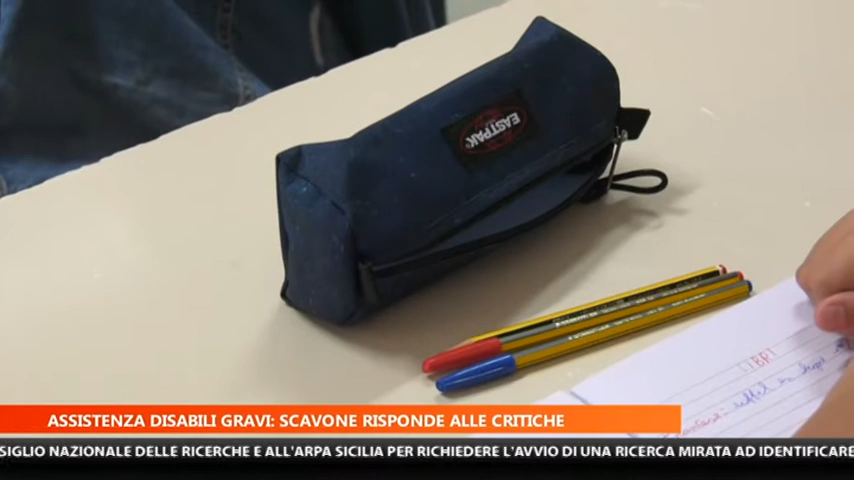 EASTPAK
LIBRI
ASSISTENZA DISABILI GRAVI: SCAVONE RISPONDE ALLE CRITICHE
SIGLIO NAZIONALE DELLE RICERCHE E ALL'ARPA SICILIA PER RICHIEDERE L'AVVIO DI UNA RICERCA MIRATA AD IDENTIFICARE